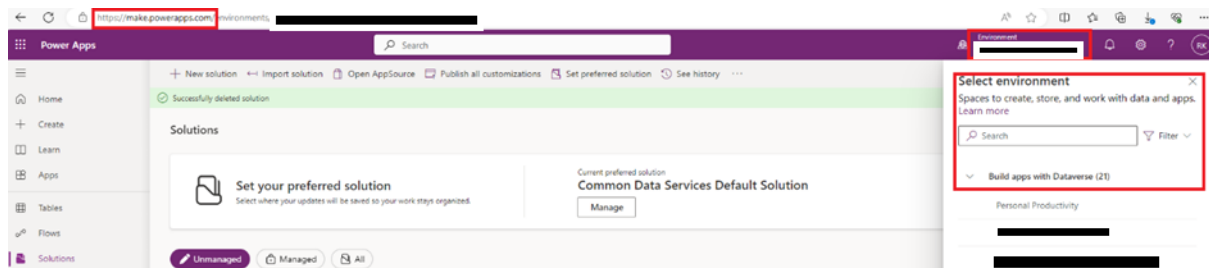 https://make.powerapps.com/environments/
Power Apps
Search
Environment
RK
New solution Import solution Open AppSource Publish all customizations Set preferred solution See history ...
Successfully deleted solution
Home
Create
Learn
Apps
Tables
Flows
Solutions
Solutions
Set your preferred solution
Select where your updates will be saved so your work stays organized.
Current preferred solution
Common Data Services Default Solution
Manage
Unmanaged Managed All
Select environment
Spaces to create, store, and work with data and apps.
Learn more
Search Filter
Build apps with Dataverse (21)
Personal Productivity